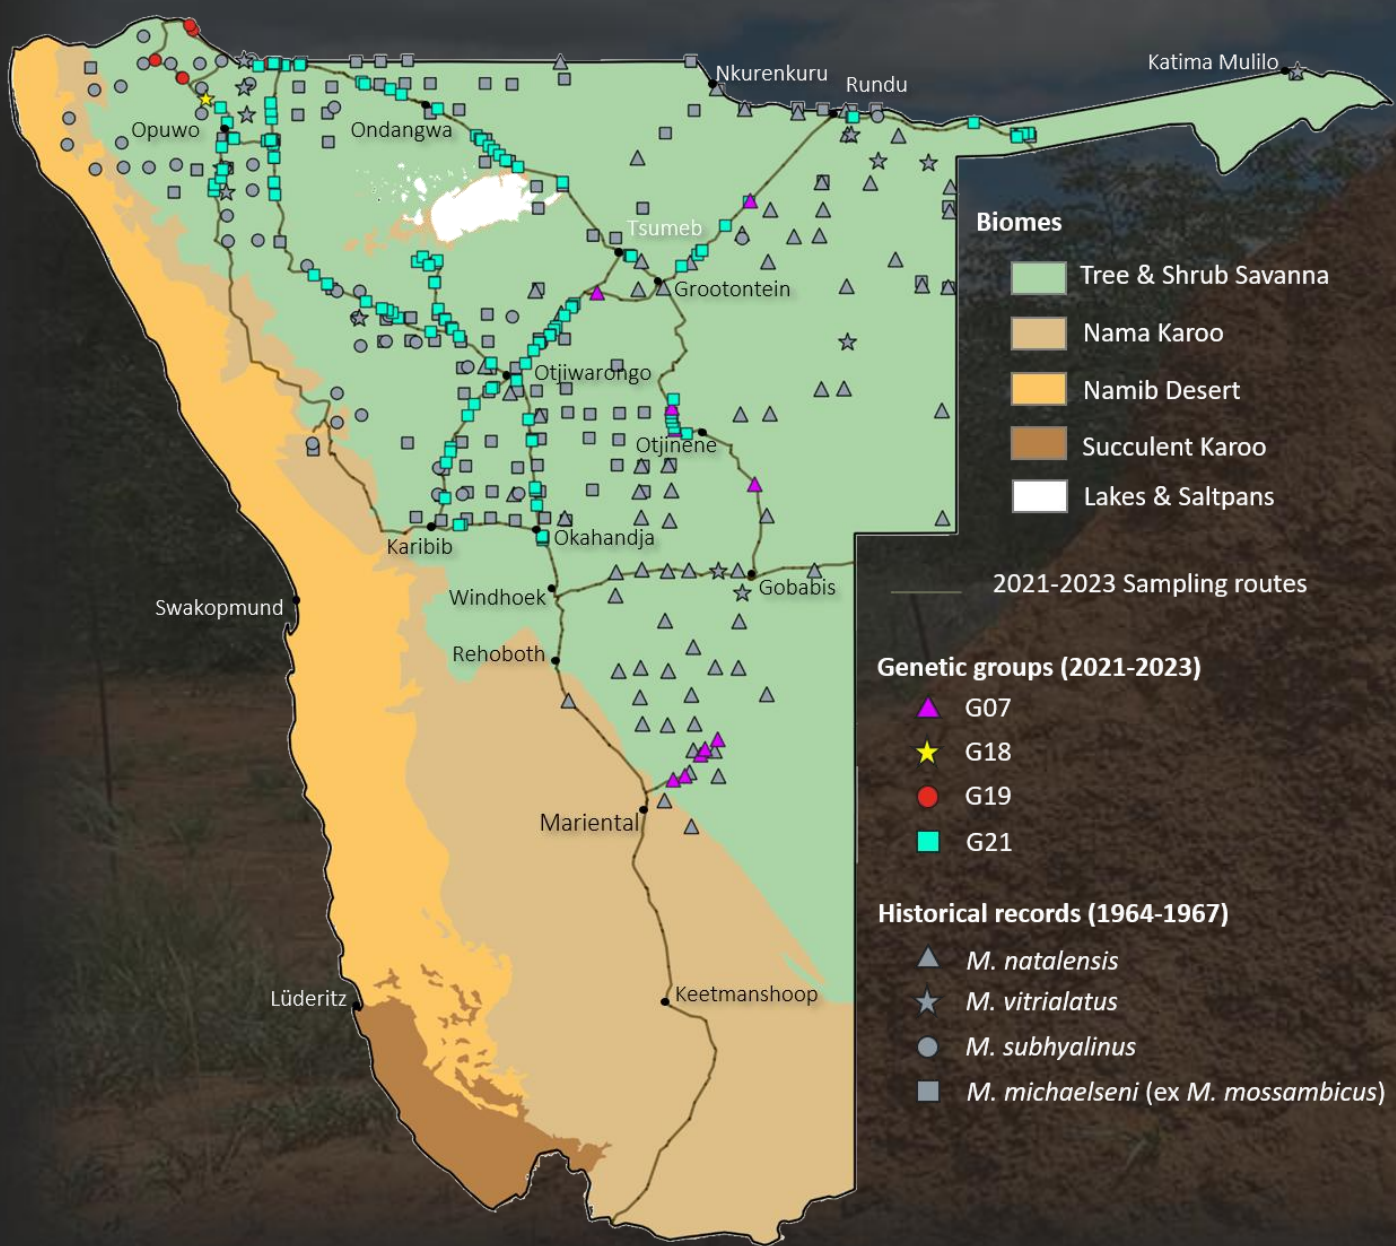 Katima Mulilo
Nkurenkuru
Rundu
Opuwo
Ondangwa
Tsumeb
Grootontein
Otjiwarongo
Otjinene
Karibib
Okahandja
Windhoek
Gobabis
Swakopmund
Rehoboth
Mariental
Lüderitz
Keetmanshoop
Biomes
Tree & Shrub Savanna
Nama Karoo
Namib Desert
Succulent Karoo
Lakes & Saltpans
2021-2023 Sampling routes
Genetic groups (2021-2023)
G07
G18
G19
G21
Historical records (1964-1967)
M. natalensis
M. vitrialatus
M. subhyalinus
M. michaelseni (ex M. mossambicus)